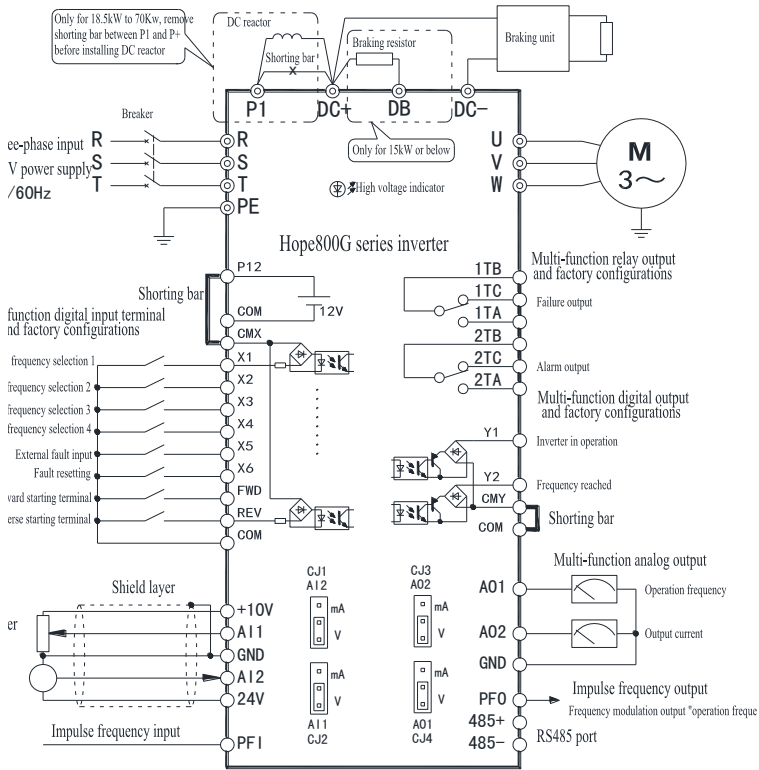 Only for 18.5kW to 70Kw, remove
shorting bar between P1 and P+
before installing DC reactor
DC reactor
Shorting bar
Braking resistor
Braking unit
P1
DC+
DB
DC-
Only for 15kW or below
Breaker
ee-phase input
V power supply
/60Hz
R
S
T
R
S
T
PE
High voltage indicator
U
V
W
M
3～
Hope800G series inverter
P12
Shorting bar
COM
12V
CMX
function digital input terminal
nd factory configurations
frequency selection 1
X1
frequency selection 2
X2
frequency selection 3
X3
frequency selection 4
X4
External fault input
X5
Fault resetting
X6
vard starting terminal
FWD
erse starting terminal
REV
COM
1TB
Multi-function relay output
and factory configurations
1TC
Failure output
1TA
2TB
2TC
Alarm output
2TA
Multi-function digital output
and factory configurations
Y1
Inverter in operation
Y2
Frequency reached
CMY
Shorting bar
COM
Shield layer
er
+10V
AI1
GND
AI2
24V
Impulse frequency input
PFI
CJ1
AI2
mA
V
mA
V
AI1
CJ2
CJ3
AO2
mA
V
mA
V
AO1
CJ4
Multi-function analog output
AO1
Operation frequency
AO2
Output current
GND
PFO
Impulse frequency output
Frequency modulation output "operation freque
485+
RS485 port
485-